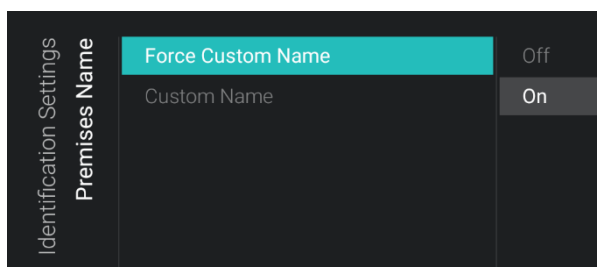 Identification Settings
Premises Name
Force Custom Name
Custom Name
Off
On